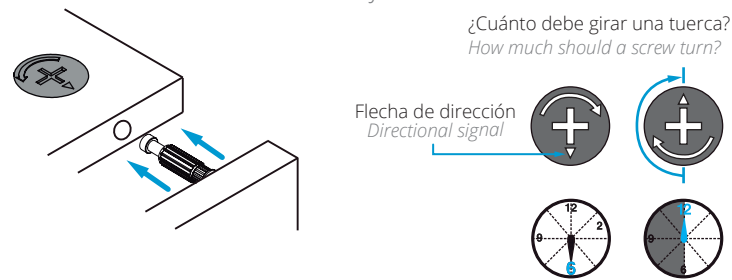 ¿Cuánto debe girar una tuerca?
How much should a screw turn?
Flecha de dirección
Directional signal
12
2
9
6
12
9
6